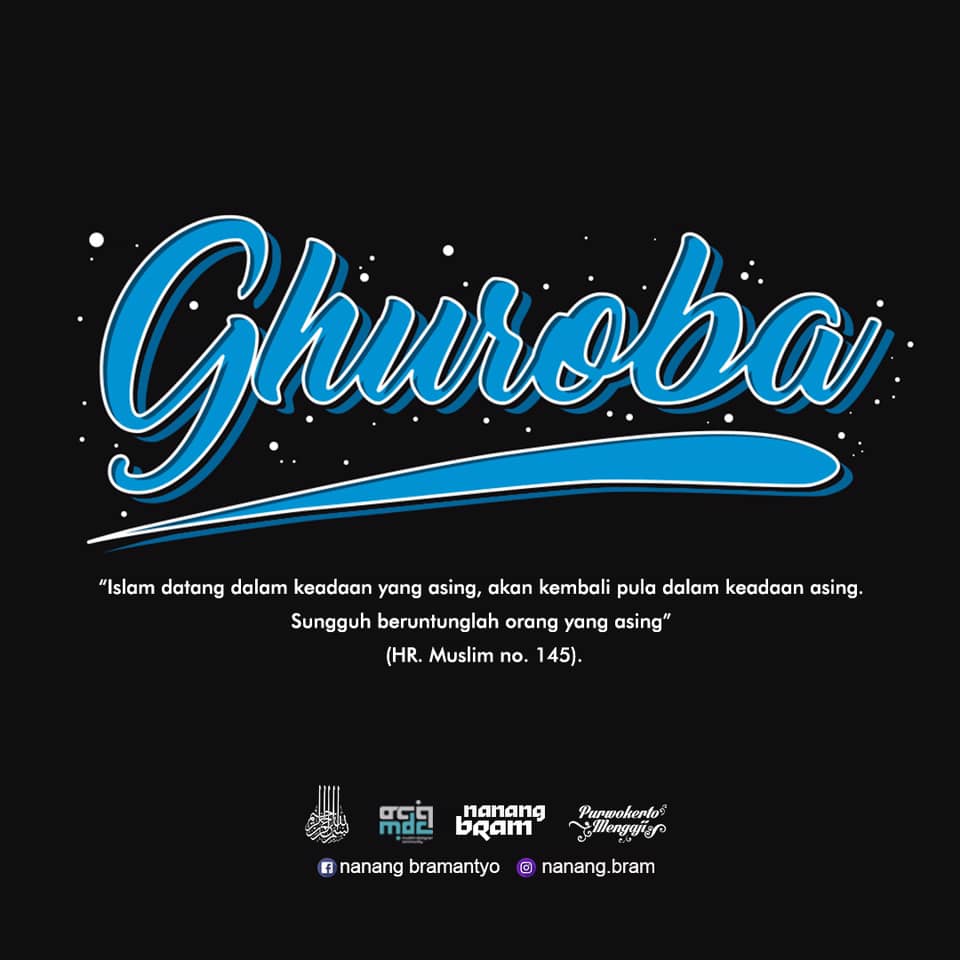 Ghuroba
“Islam datang dalam keadaan yang asing, akan kembali pula dalam keadaan asing.
Sungguh beruntunglah orang yang asing”
(HR. Muslim no. 145).
mdc
nanang
bram
Purwokerto
Mengaji
nanang bramantyo nanang.bram